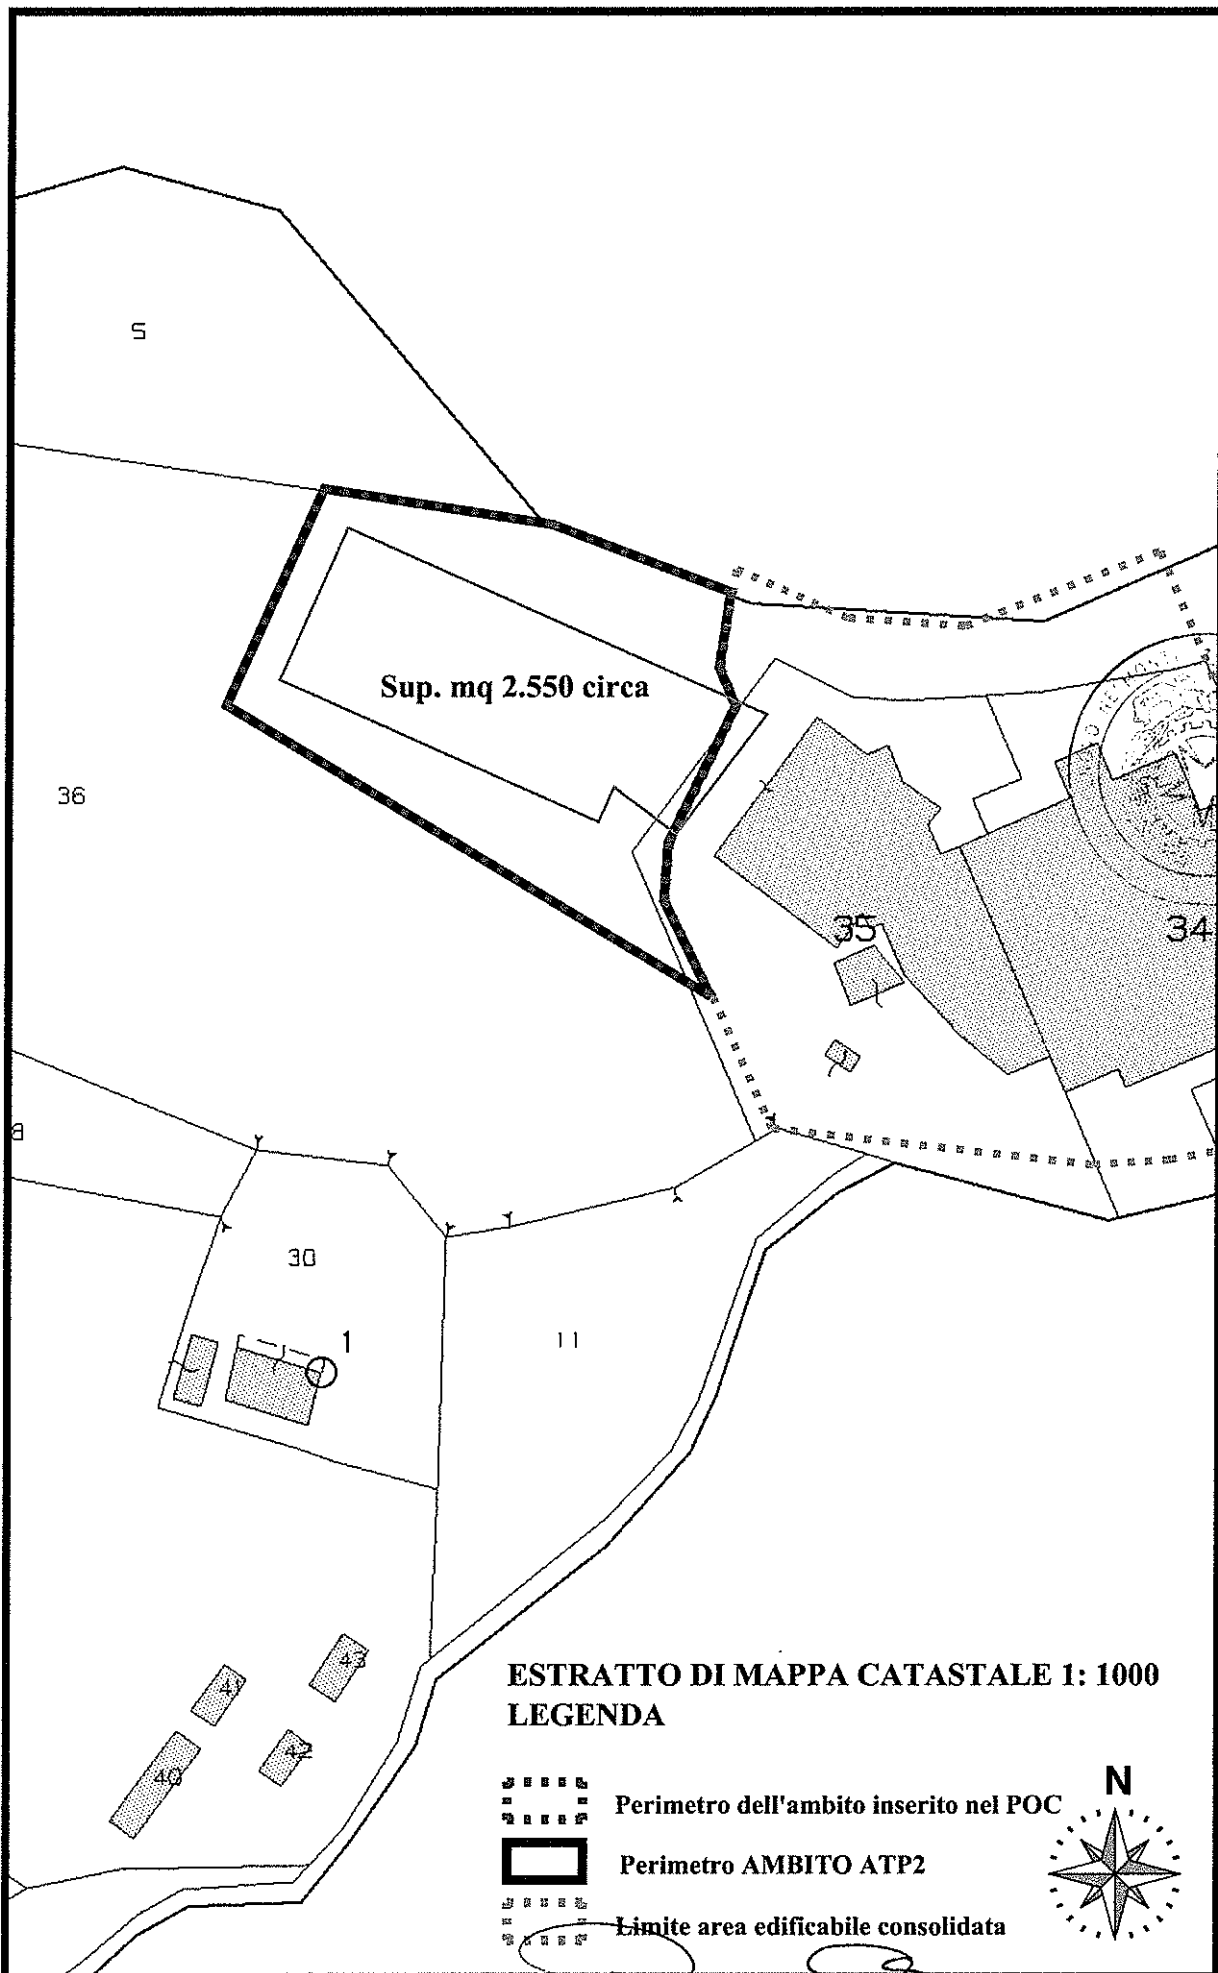 5
Sup. mq 2.550 circa
36
35
34
8
30
1
11
43
41
42
40
ESTRATTO DI MAPPA CATASTALE 1: 1000
LEGENDA
N
Perimetro dell'ambito inserito nel POC
Perimetro AMBITO ATP2
Limite area edificabile consolidata